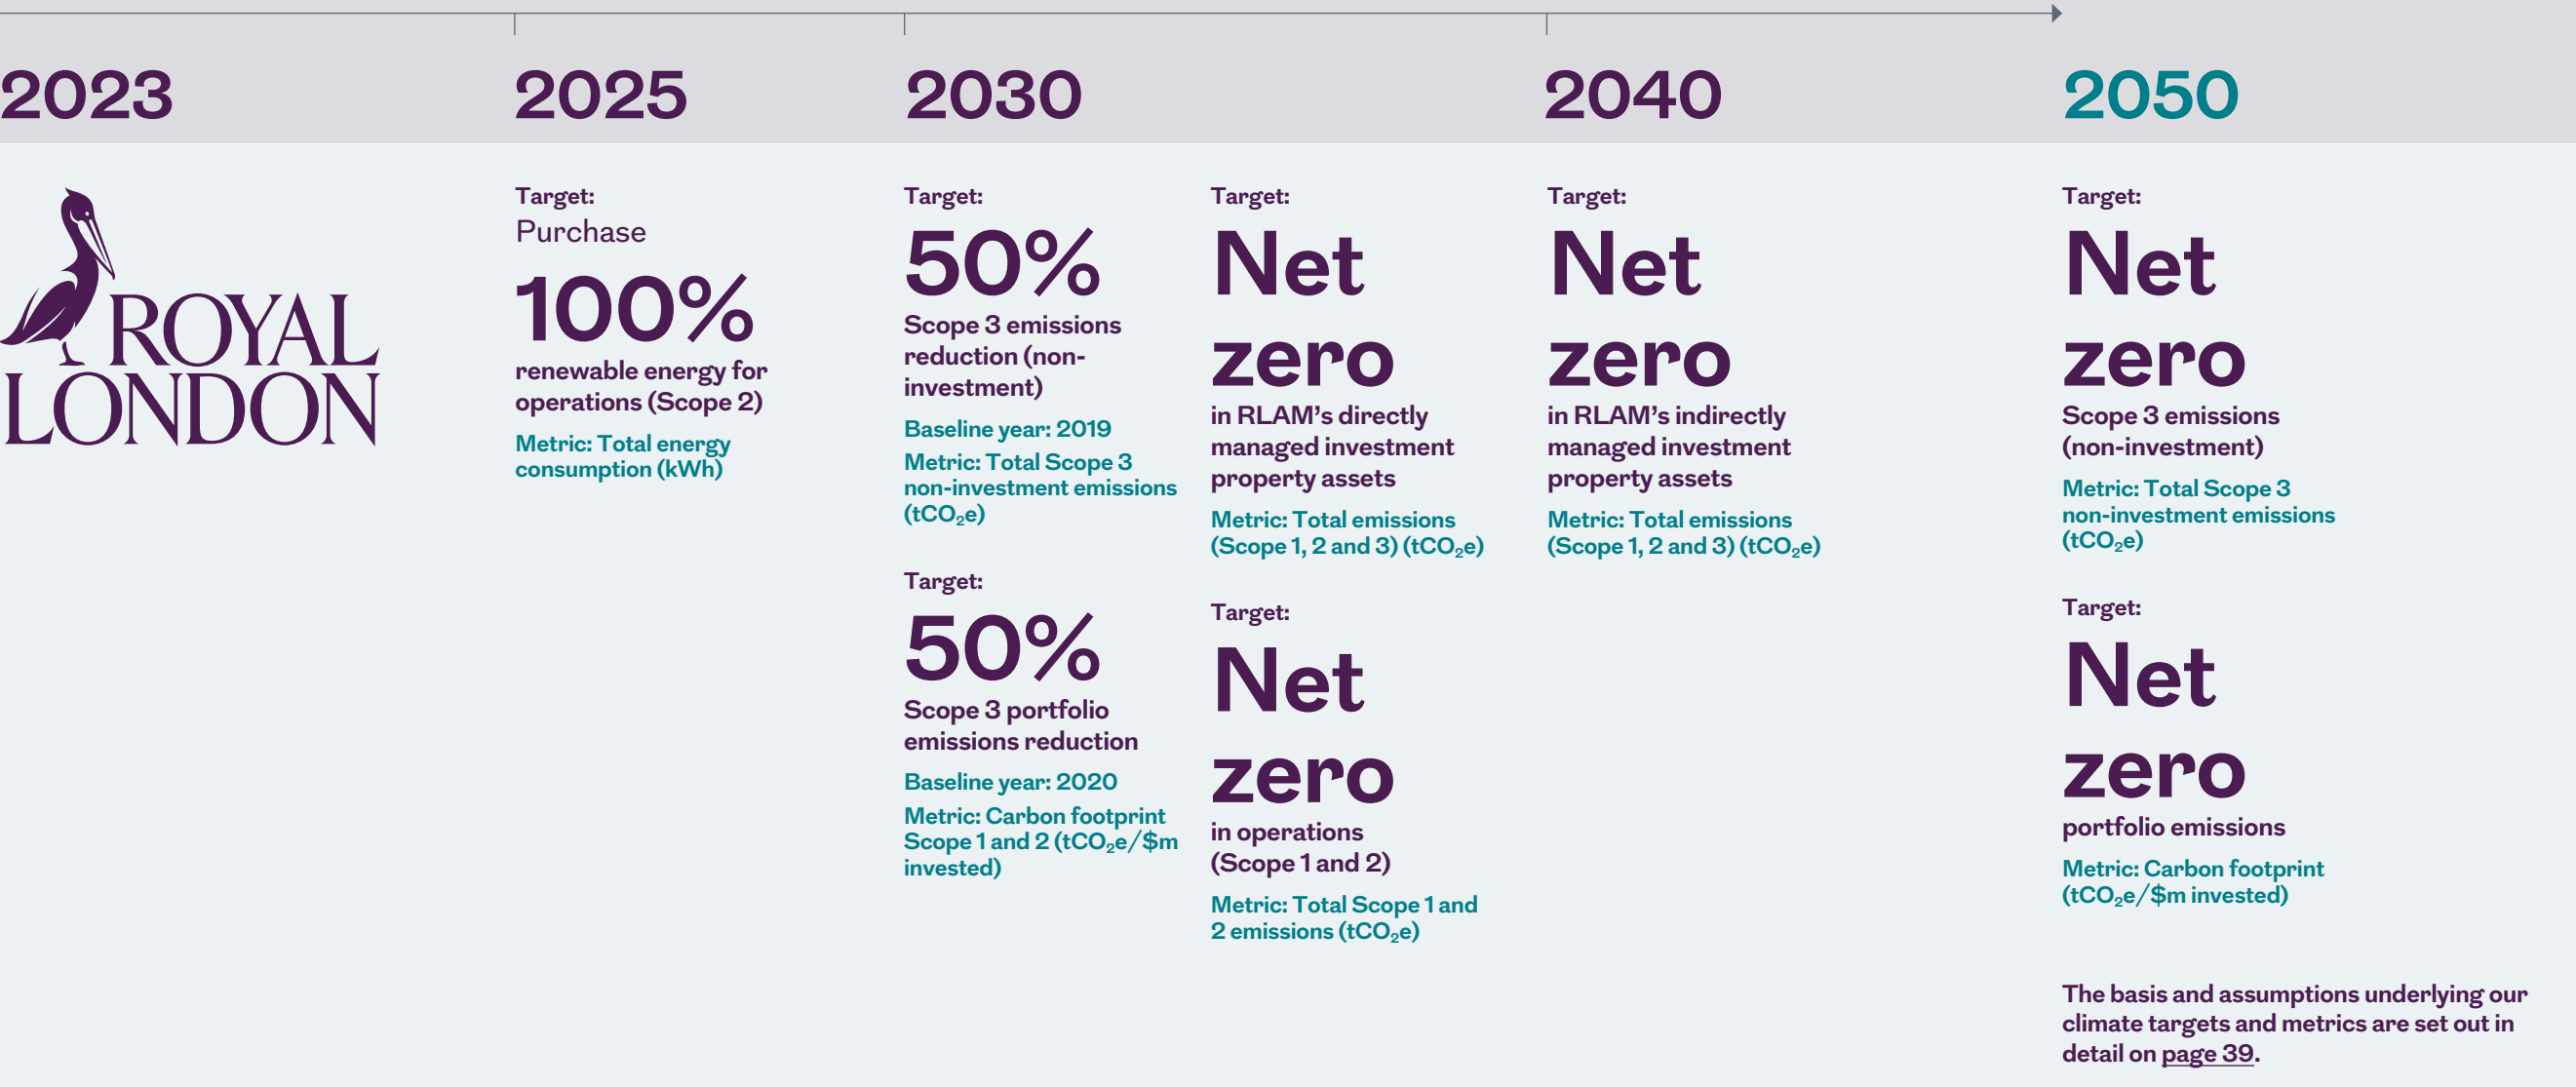 2023
2025
2030
2040
2050
ROYAL
LONDON
Target:
Purchase
100%
renewable energy for
operations (Scope 2)
Metric: Total energy
consumption (kWh)
Target:
50%
Scope 3 emissions
reduction (non-
investment)
Baseline year: 2019
Metric: Total Scope 3
non-investment emissions
(tCO₂e)
Target:
50%
Scope 3 portfolio
emissions reduction
Baseline year: 2020
Metric: Carbon footprint
Scope 1 and 2 (tCO₂e/$m
invested)
Target:
Net
zero
in RLAM’s directly
managed investment
property assets
Metric: Total emissions
(Scope 1, 2 and 3) (tCO₂e)
Target:
Net
zero
in operations
(Scope 1 and 2)
Metric: Total Scope 1 and
2 emissions (tCO₂e)
Target:
Net
zero
in RLAM’s indirectly
managed investment
property assets
Metric: Total emissions
(Scope 1, 2 and 3) (tCO₂e)
Target:
Net
zero
Scope 3 emissions
(non-investment)
Metric: Total Scope 3
non-investment emissions
(tCO₂e)
Target:
Net
zero
portfolio emissions
Metric: Carbon footprint
(tCO₂e/$m invested)
The basis and assumptions underlying our
climate targets and metrics are set out in
detail on page 39.